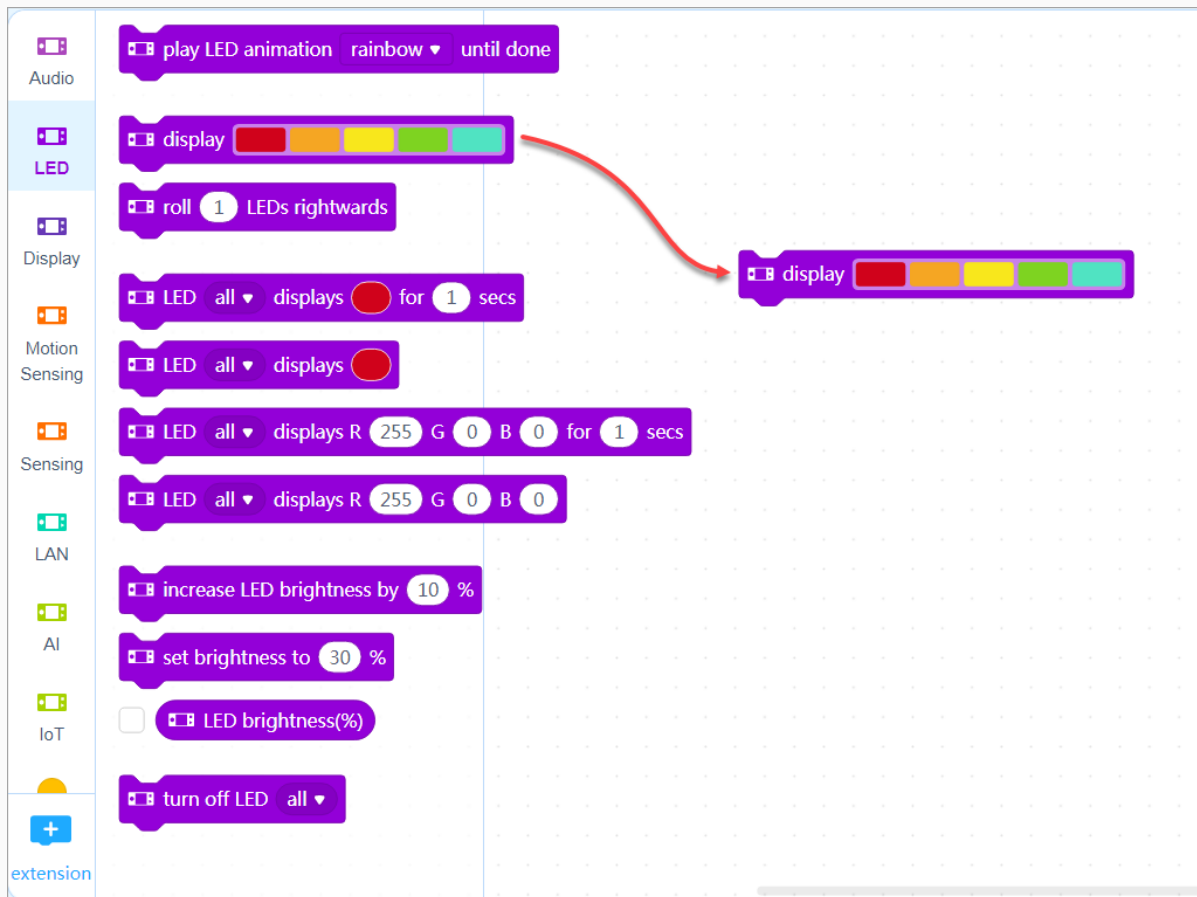 Audio
LED
Display
Motion
Sensing
Sensing
LAN
AI
IoT
extension
play LED animation rainbow until done
display
roll 1 LEDs rightwards
LED all displays for 1 secs
LED all displays
LED all displays R 255 G 0 B 0 for 1 secs
LED all displays R 255 G 0 B 0
increase LED brightness by 10 %
set brightness to 30 %
LED brightness(%)
turn off LED all
display